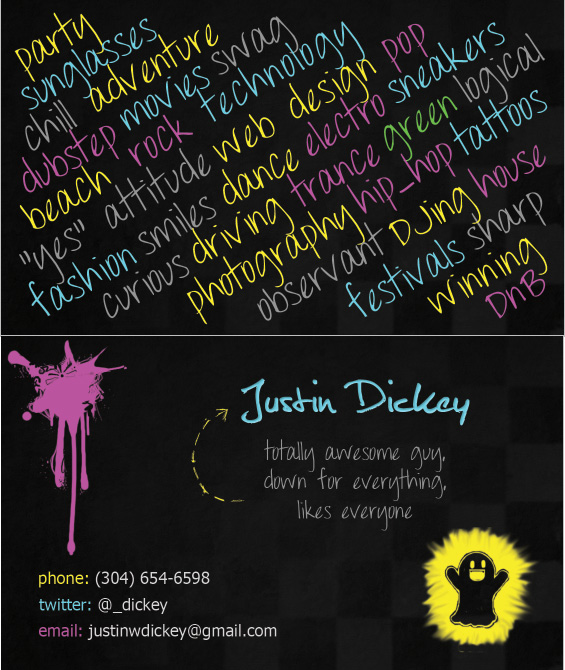 party
sunglasses
chill adventure
dubstep movies swag
beach rock technology
"yes" attitude web design pop
fashion smiles dance electro sneakers
curious driving trance green logical
photography hip_hop tattoos
observant DJing house
festivals sharp
winning
DnB
Justin Dickey
totally awesome guy,
down for everything,
likes everyone
phone: (304) 654-6598
twitter: @_dickey
email: justinwdickey@gmail.com